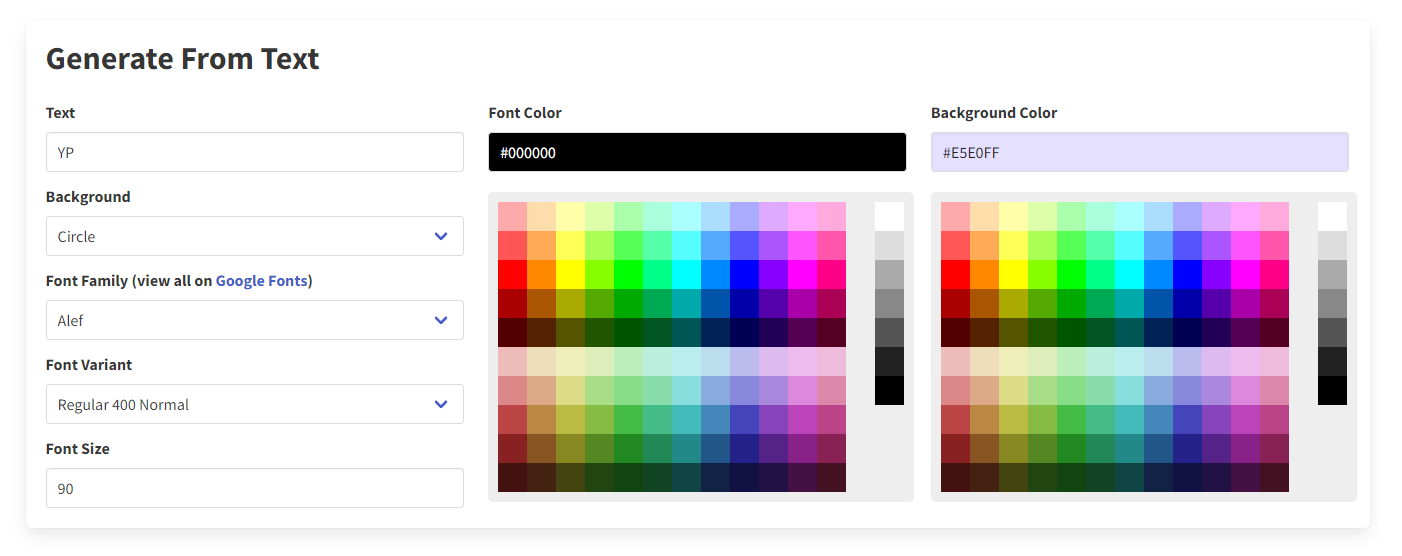 Generate From Text
Text
YP
Background
Circle
Font Family (view all on Google Fonts)
Alef
Font Variant
Regular 400 Normal
Font Size
90
Font Color
#000000
Background Color
#E5E0FF